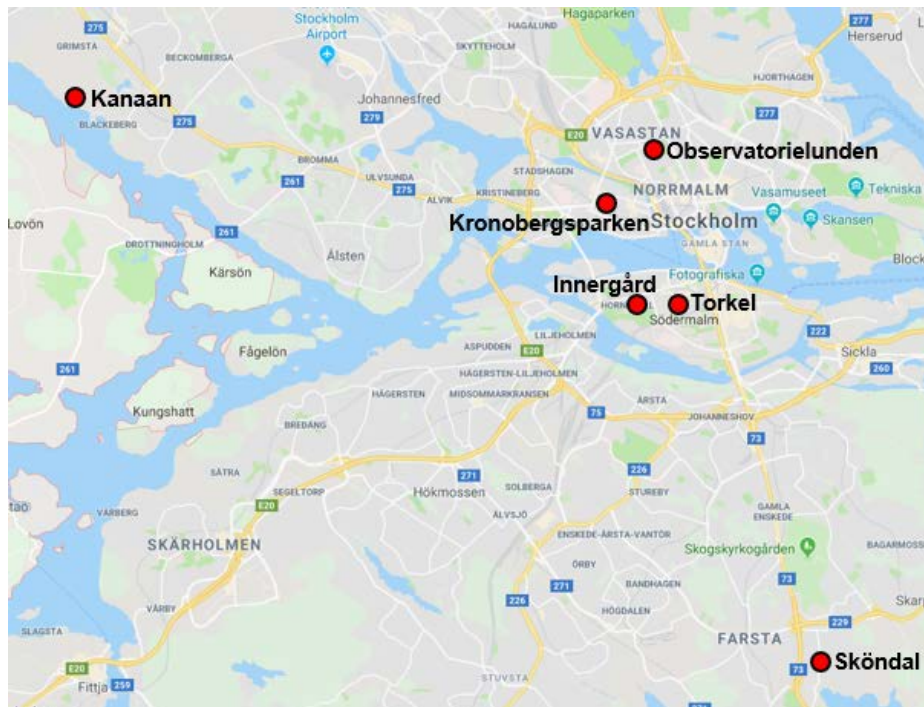 275
Stockholm
Airport
HAGALUND
Hagaparken
277
Herserud
GRIMSTA
BECKOMBERGA
SKYTTEHOLM
HJORTHAGEN
Kanaan
Johannesfred
BLACKEBERG
275
279
E20
VASASTAN
Observatorielunden
BROMMA
ULVSUNDA
STADSHAGEN
261
275
ALVIK
KRISTINEBERG
NORRMALM
Vasamuseet
Tekniska
Kronobergsparken
Stockholm
Skansen
Lovön
261
DROTTNINGHOLM
Ålsten
GAMLA STAN
Kärsön
Fotografiska
Block
Innergård
Torkel
Södermalm
222
LILJEHOLMEN
ASPUDDEN
E20
Sickla
Fågelön
261
HÄGERSTEN-LILJEHOLMEN
260
HÄGERSTEN
MIDSOMMARKRANSEN
ÅRSTA
Kungshatt
75
JOHANNESHOV
BREDÄNG
73
SÄTRA
271
226
SEGELTORP
Hökmossen
SOLBERGA
STUREBY
E20
VÅRBERG
ÄLVSJÖ
GAMLA
ENSKEDE
SKÄRHOLMEN
ENSKEDE-ÅRSTA-VANTÖR
Skogskyrkogården
BAGARMOSS
ÖRBY
271
BANDHAGEN
73
VÅRBY
226
HÖGDALEN
Skarp
229
SLAGSTA
FARSTA
E20
73
Sköndal
Fittja
259
STUVSTA